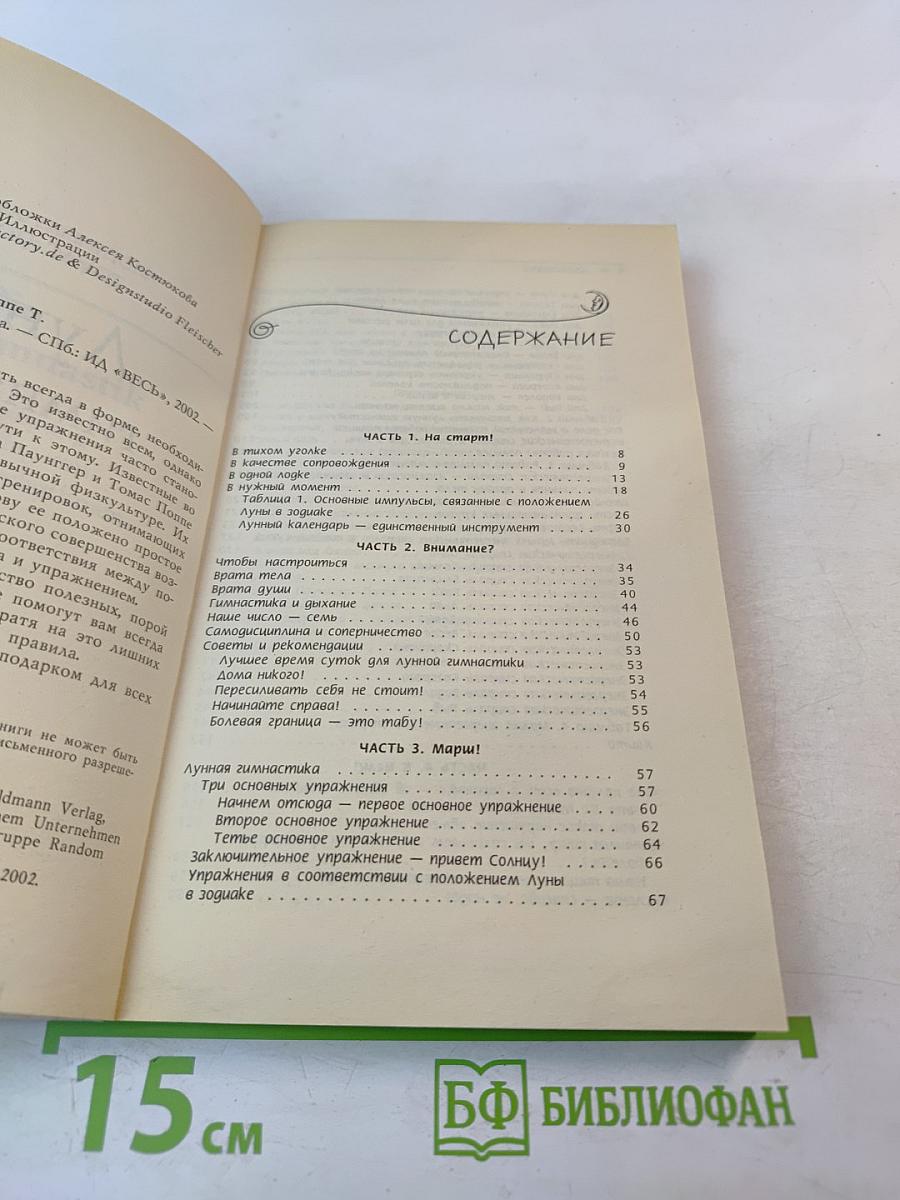 обложки Алексея Костюкова
Иллюстрации
ctory.de & Designstudio Fleischer
ппе Т.
а. — СПб.: ИД «ВЕСЬ», 2002. —
ть всегда в форме, необходи-
Это известно всем, однако
е упражнения часто стано-
ути к этому. Известные во
а Паунггер и Томас Поппе
ивычной физкультуре. Их
тренировок, отнимающих
ову ее положено простое
ского совершенства воз-
оответствия между по-
а и упражнением.
ство полезных, порой
е помогут вам всегда
ратя на это лишних
правила.
подарком для всех
ниги не может быть
исьменного разреше-
ldmann Verlag,
nem Unternehmen
ruppe Random
2002.
СОДЕРЖАНИЕ
ЧАСТЬ 1. На старт!
В тихом уголке . . . 8
В качестве сопровождения . . . 9
В одной лодке . . . 13
В нужный момент . . . 18
Таблица 1. Основные импульсы, связанные с положением
Луны в зодиаке . . . 26
Лунный календарь — единственный инструмент . . . 30
ЧАСТЬ 2. Внимание?
Чтобы настроиться . . . 34
Врата тела . . . 35
Врата души . . . 40
Гимнастика и дыхание . . . 44
Наше число — семь . . . 46
Самодисциплина и соперничество . . . 50
Советы и рекомендации . . . 53
Лучшее время суток для лунной гимнастики . . . 53
Дома никого! . . . 53
Пересиливать себя не стоит! . . . 54
Начинайте справа! . . . 55
Болевая граница — это табу! . . . 56
ЧАСТЬ 3. Марш!
Лунная гимнастика . . . 57
Три основных упражнения . . . 57
Начнем отсюда — первое основное упражнение . . . 60
Второе основное упражнение . . . 62
Тетье основное упражнение . . . 64
Заключительное упражнение — привет Солнцу! . . . 66
Упражнения в соответствии с положением Луны
в зодиаке . . . 67
15 см
БФ БИБЛИОФАН